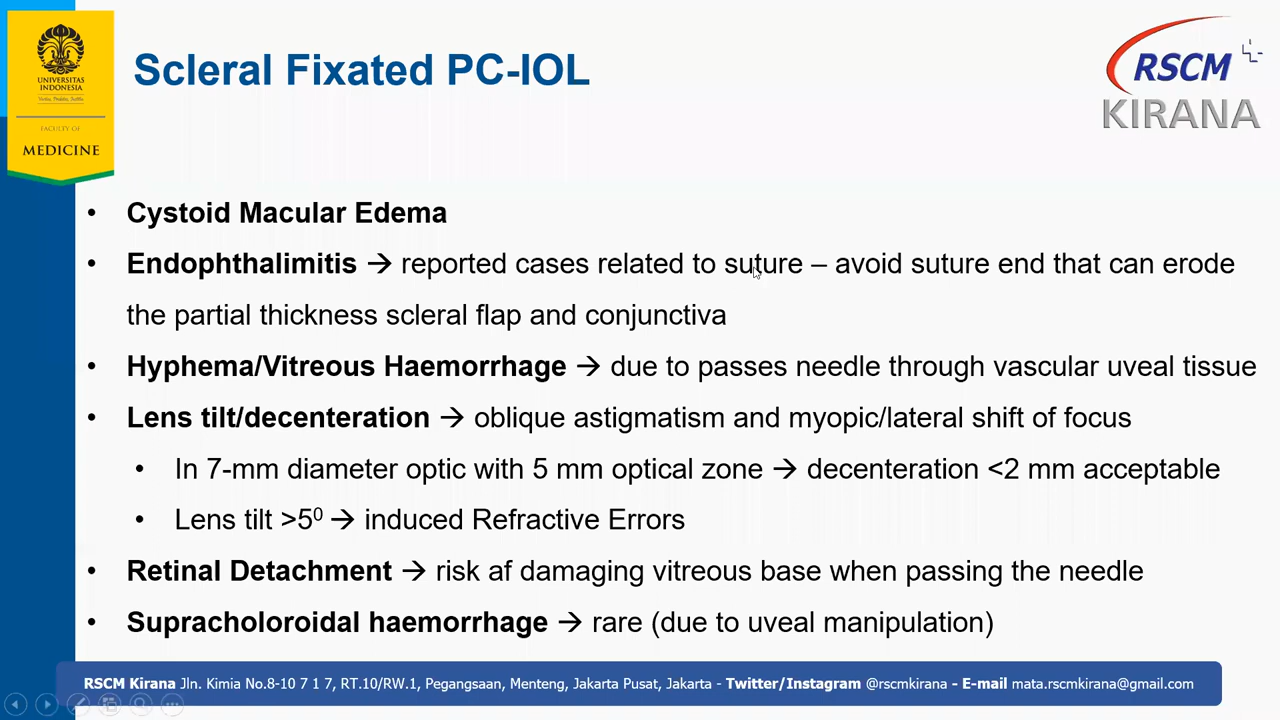 UNIVERSITAS
INDONESIA
Veritas, Probitas, Iustitia
FACULTY OF
MEDICINE
Scleral Fixated PC-IOL
RSCM
KIRANA
• Cystoid Macular Edema
• Endophthalimitis → reported cases related to suture – avoid suture end that can erode
the partial thickness scleral flap and conjunctiva
• Hyphema/Vitreous Haemorrhage → due to passes needle through vascular uveal tissue
• Lens tilt/decenteration → oblique astigmatism and myopic/lateral shift of focus
• In 7-mm diameter optic with 5 mm optical zone → decenteration <2 mm acceptable
• Lens tilt >5⁰ → induced Refractive Errors
• Retinal Detachment → risk af damaging vitreous base when passing the needle
• Supracholoroidal haemorrhage → rare (due to uveal manipulation)
RSCM Kirana Jln. Kimia No.8-10 7 1 7, RT.10/RW.1, Pegangsaan, Menteng, Jakarta Pusat, Jakarta - Twitter/Instagram @rscmkirana - E-mail mata.rscmkirana@gmail.com